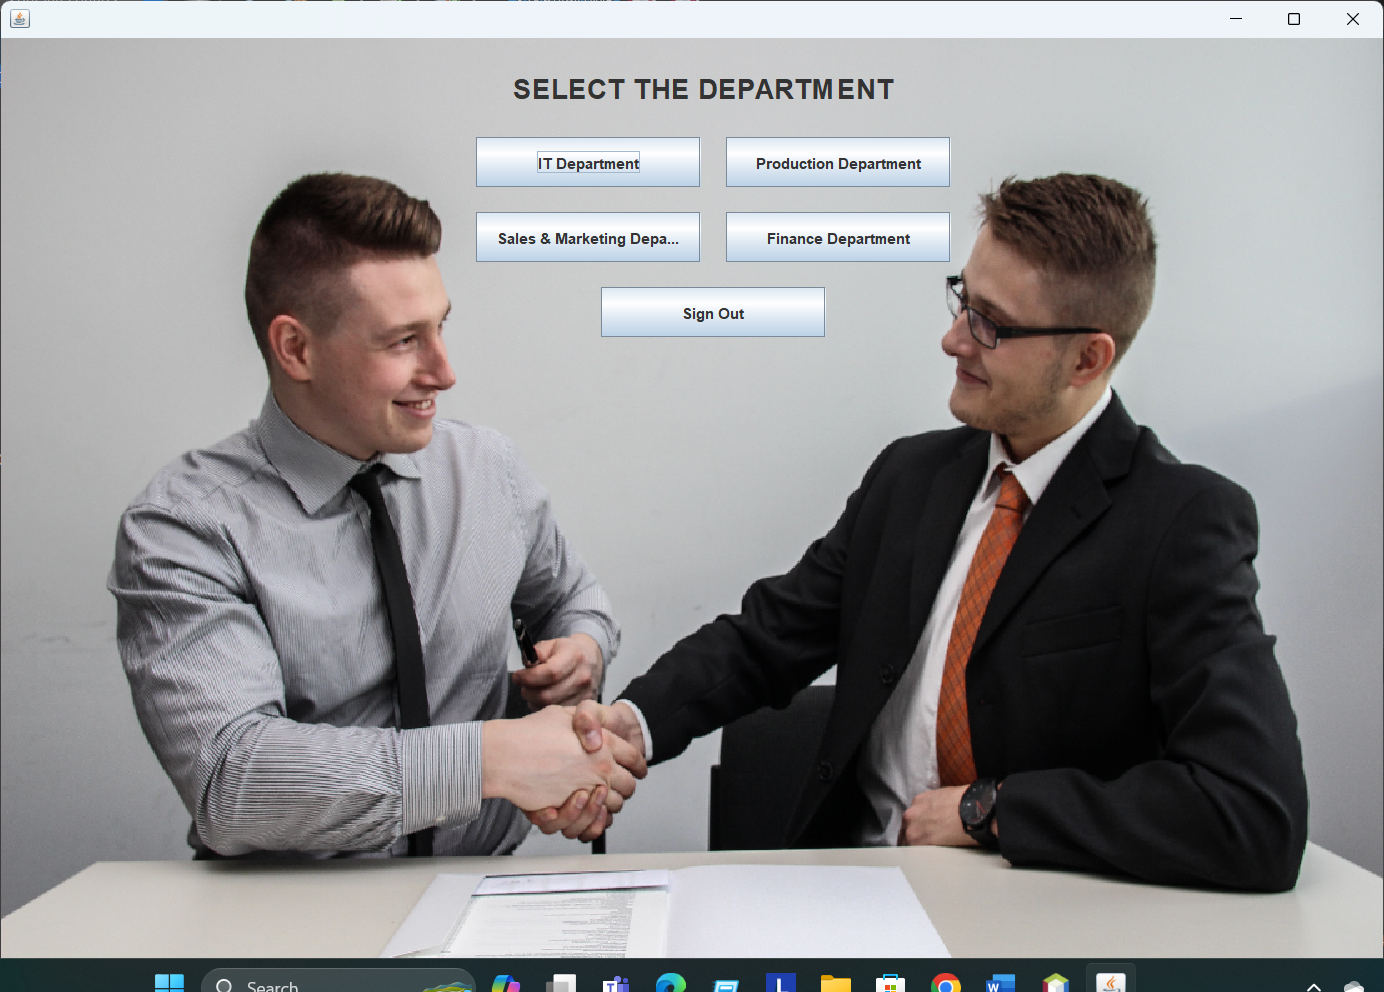 SELECT THE DEPARTMENT
IT Department
Production Department
Sales & Marketing Depa...
Finance Department
Sign Out
Search